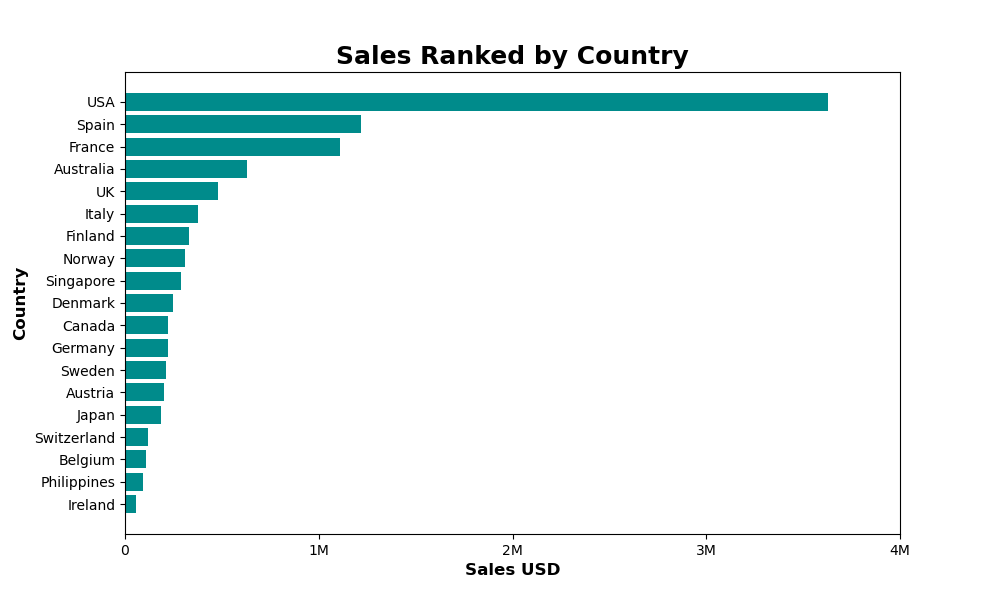 Sales Ranked by Country
Country
USA
Spain
France
Australia
UK
Italy
Finland
Norway
Singapore
Denmark
Canada
Germany
Sweden
Austria
Japan
Switzerland
Belgium
Philippines
Ireland
0 1M 2M 3M 4M
Sales USD